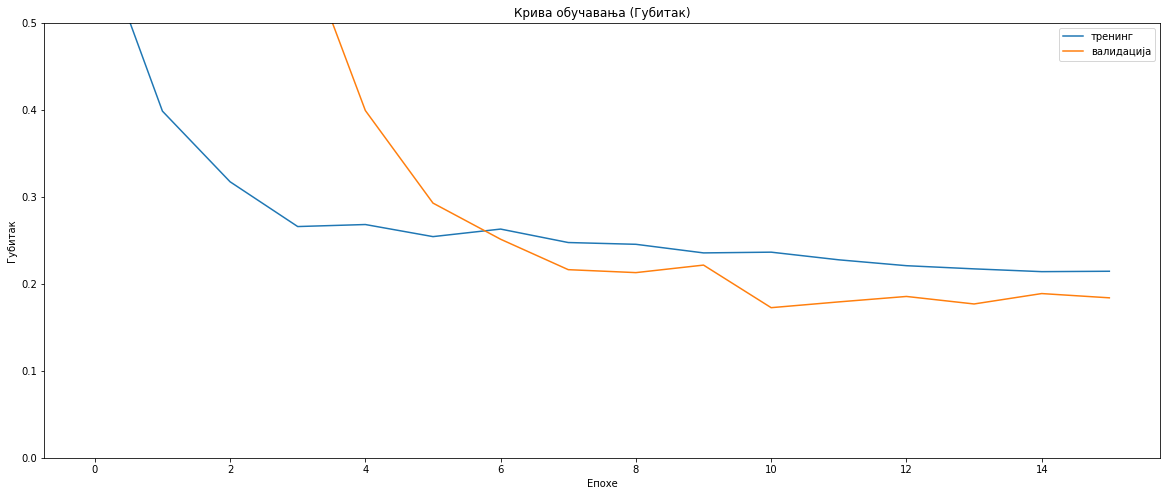 Крива обучавања (Губитак)
тренинг
валидација
Губитак
0.5
0.4
0.3
0.2
0.1
0.0
0 2 4 6 8 10 12 14
Епохе